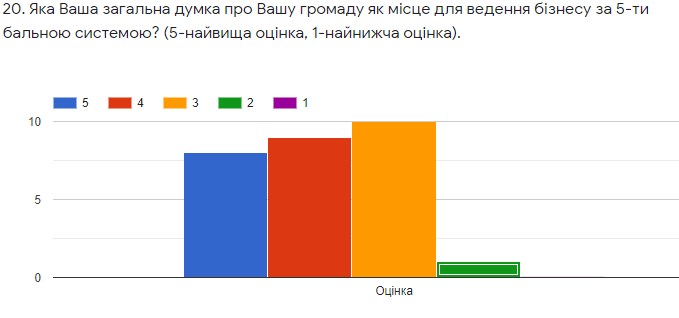 20. Яка Ваша загальна думка про Вашу громаду як місце для ведення бізнесу за 5-ти
бальною системою? (5-найвища оцінка, 1-найнижча оцінка).
5 4 3 2 1
10
5
0
Оцінка